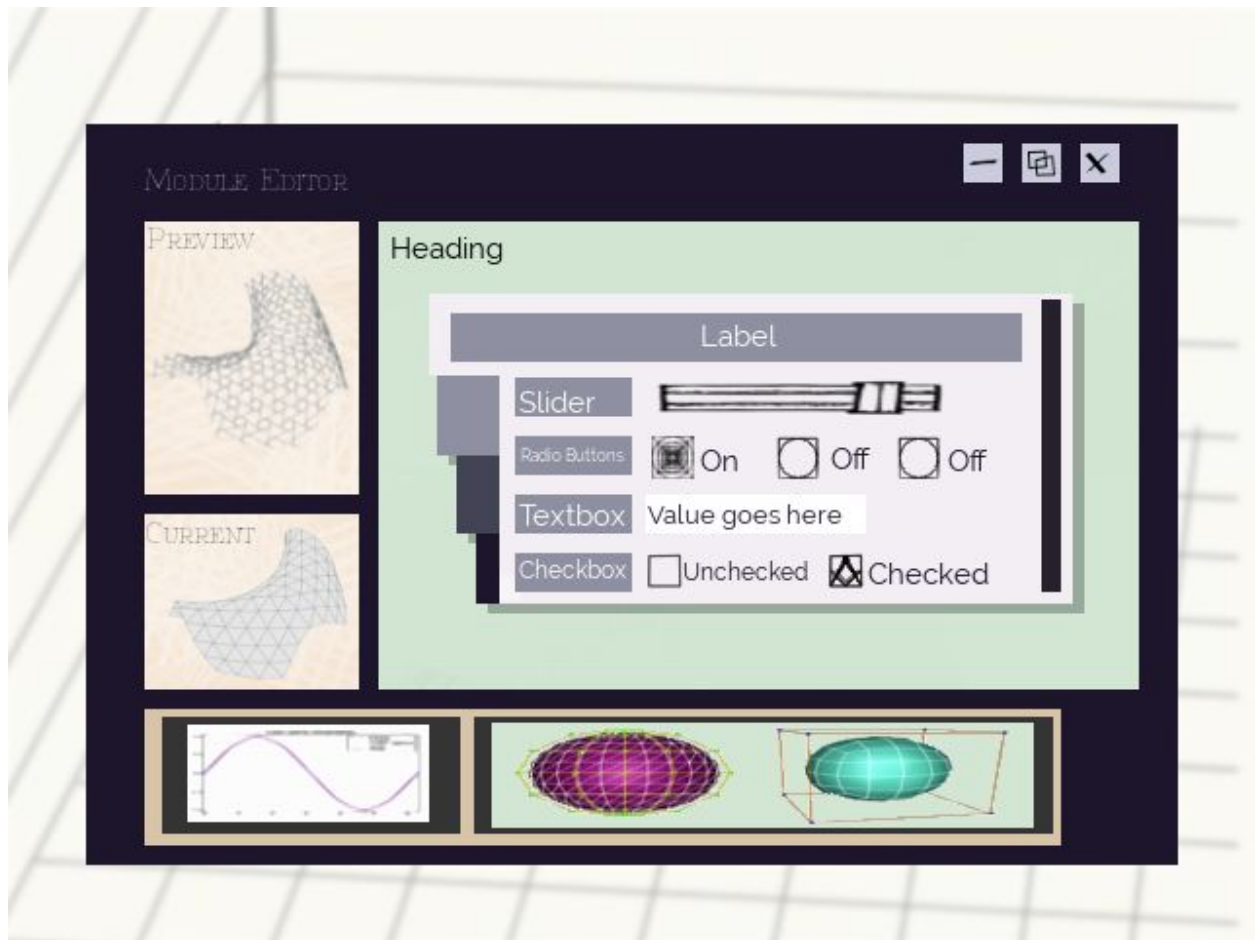 Module Editor
Preview
Heading
Label
Slider
Radio Buttons On Off Off
Textbox Value goes here
Current
Checkbox Unchecked Checked